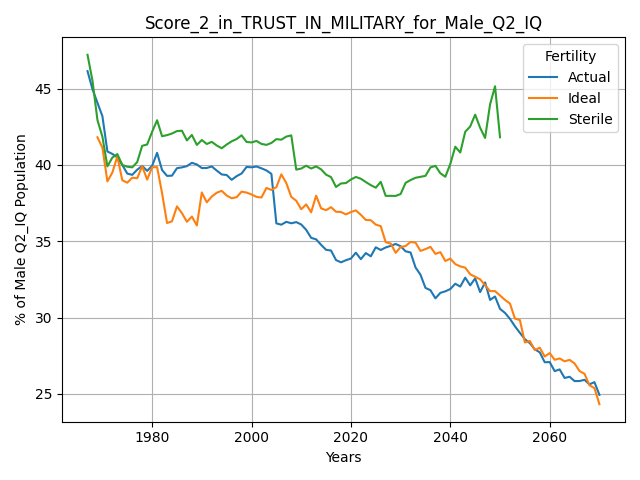 Score_2_in_TRUST_IN_MILITARY_for_Male_Q2_IQ
Fertility
Actual
Ideal
Sterile
% of Male Q2_IQ Population
45
40
35
30
25
1980
2000
2020
2040
2060
Years